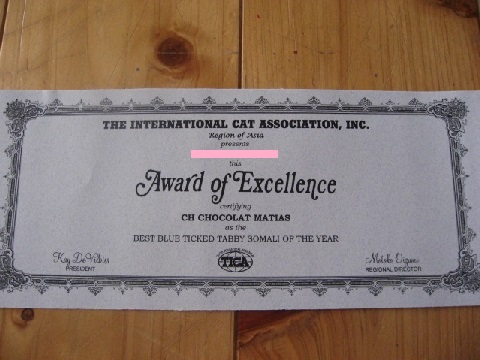 THE INTERNATIONAL CAT ASSOCIATION, INC.
Region of Asia
presents
this
Award of Excellence
certifying
CH CHOCOLAT MATIAS
as the
BEST BLUE TICKED TABBY SOMALI OF THE YEAR
TICA
PRESIDENT
REGIONAL DIRECTOR